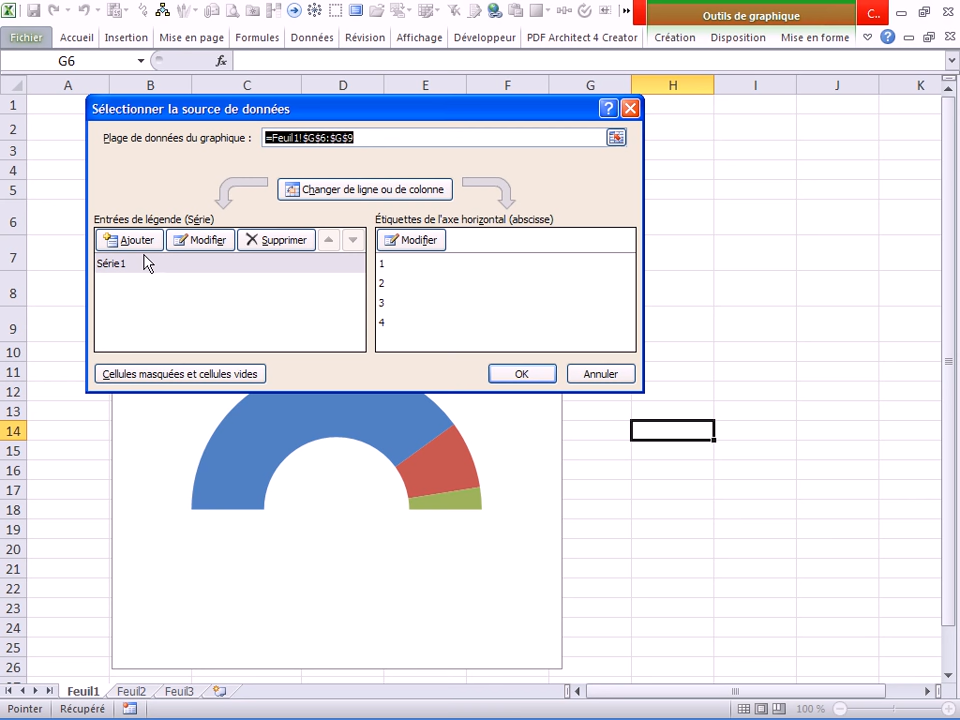 Outils de graphique
C...
Fichier Accueil Insertion Mise en page Formules Données Révision Affichage Développeur PDF Architect 4 Creator Création Disposition Mise en forme
G6 fx
A B C D E F G H I J K
1
2
3
4
5
6
7
8
9
10
11
12
13
14
15
16
17
18
19
20
21
22
23
24
25
26
Sélectionner la source de données
Plage de données du graphique : =Feuil1!$G$6:$G$9
Changer de ligne ou de colonne
Entrées de légende (Série) Étiquettes de l'axe horizontal (abscisse)
Ajouter Modifier Supprimer Modifier
Série1 1
2
3
4
Cellules masquées et cellules vides OK Annuler
Feuil1 Feuil2 Feuil3
Pointer Récupéré 100 %